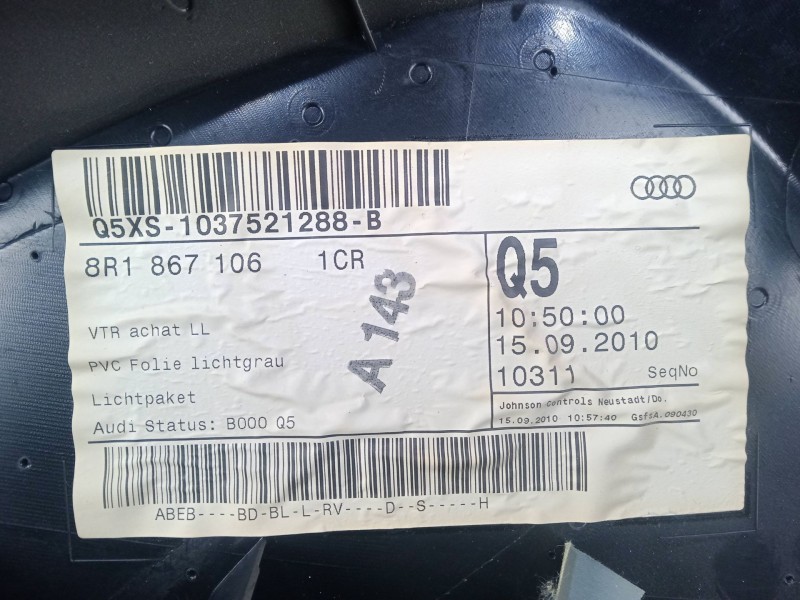 Q5XS-1037521288-B
8R1 867 106 1CR
A 143
VTR achat LL
PVC Folie lichtgrau
Lichtpaket
Audi Status: B000 Q5
Q5
10:50:00
15.09.2010
10311 SeqNo
Johnson Controls Neustadt/Do.
15.09.2010 10:57:40 GsfsA.090430
ABEB----BD-BL-L-RV----D--S-----H